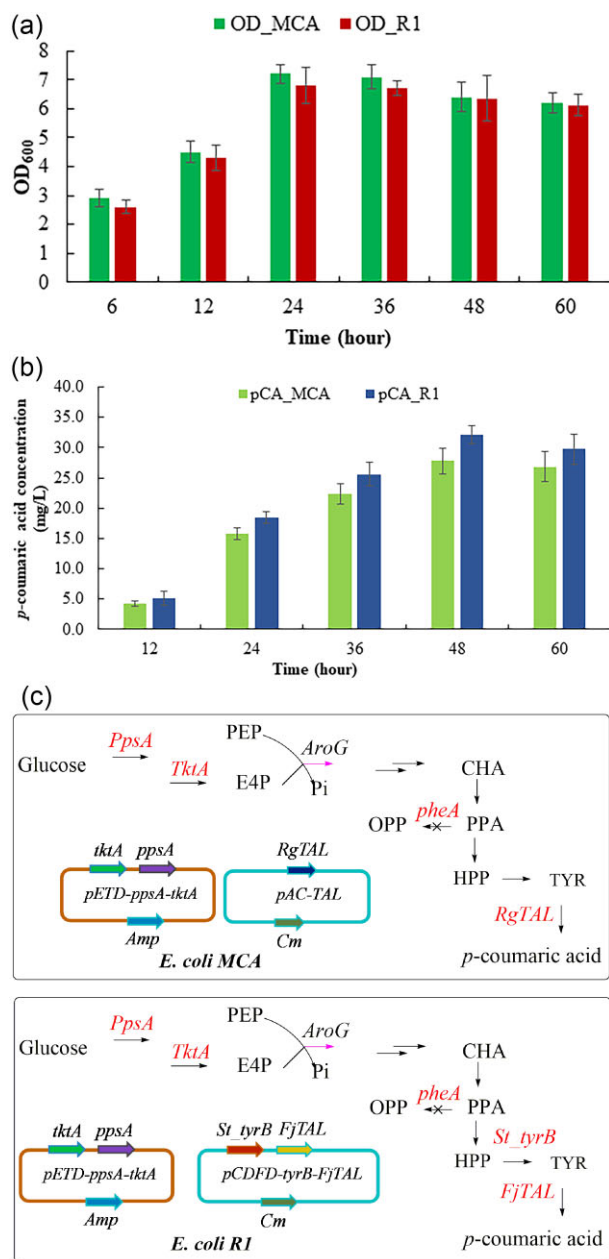 (a)
OD_MCA OD_R1
8
7
6
5
4
3
2
1
0
OD600
6 12 24 36 48 60
Time (hour)
(b)
pCA_MCA pCA_R1
40.0
35.0
30.0
25.0
20.0
15.0
10.0
5.0
0.0
p-coumaric acid concentration
(mg/L)
12 24 36 48 60
Time (hour)
(c)
PEP
PpsA AroG
Glucose TktA CHA
E4P Pi
pheA
OPP PPA
tktA ppsA RgTAL
HPP TYR
pETD-ppsA-tktA pAC-TAL
RgTAL
Amp Cm
E. coli MCA
p-coumaric acid
PEP
PpsA AroG
Glucose TktA CHA
E4P Pi
pheA
OPP PPA
St_tyrB
tktA ppsA St_tyrB FjTAL
HPP TYR
pETD-ppsA-tktA pCDFD-tyrB-FjTAL
FjTAL
Amp Cm
E. coli R1
p-coumaric acid